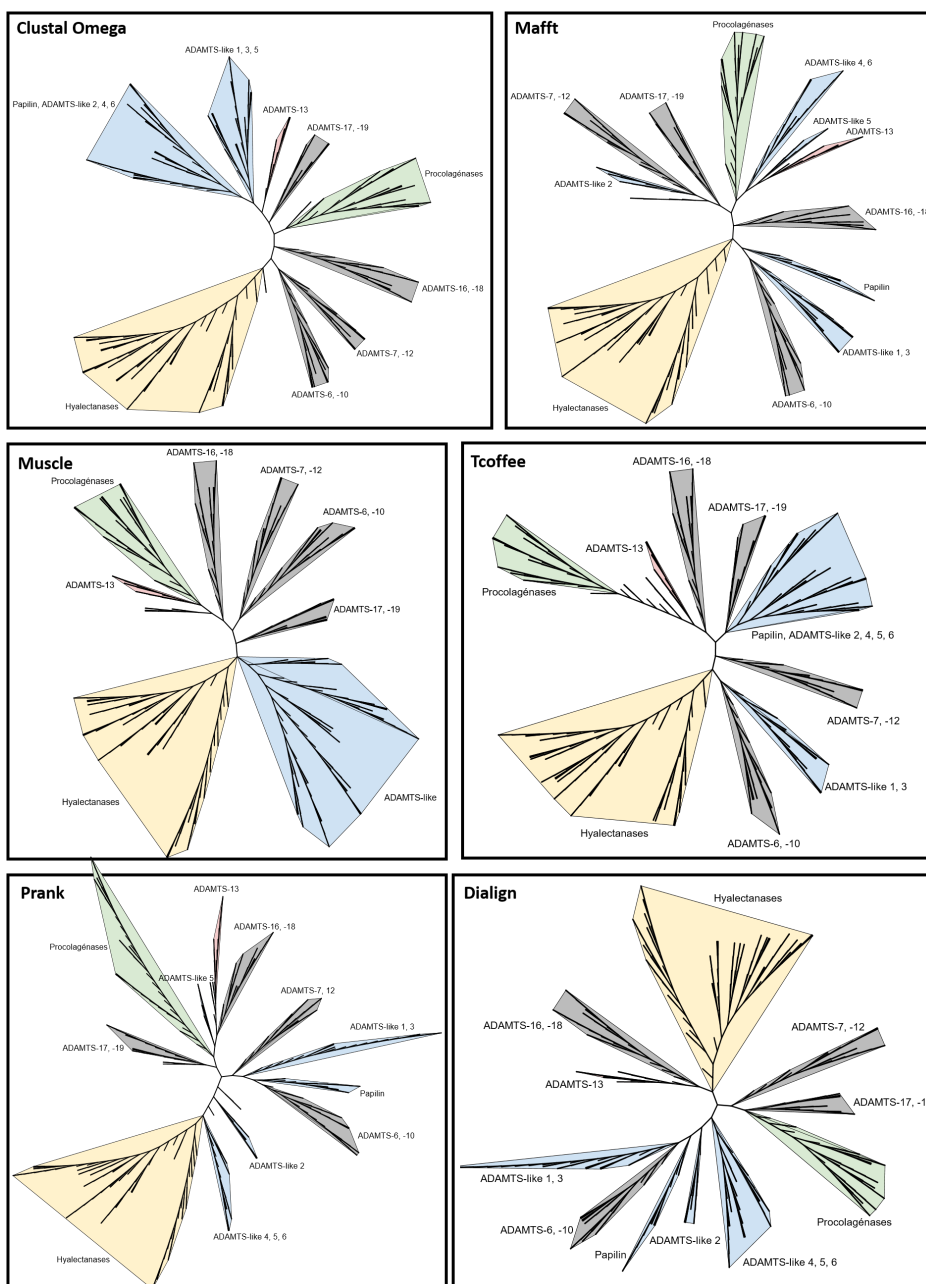 Clustal Omega
ADAMTS-like 1, 3, 5
Papilin, ADAMTS-like 2, 4, 6
ADAMTS-13
ADAMTS-17, -19
Procolagénases
ADAMTS-16, -18
ADAMTS-7, -12
ADAMTS-6, -10
Hyalectanases
Mafft
Procolagénases
ADAMTS-like 4, 6
ADAMTS-7, -12
ADAMTS-17, -19
ADAMTS-like 5
ADAMTS-13
ADAMTS-like 2
ADAMTS-16, -18
Papilin
ADAMTS-like 1, 3
ADAMTS-6, -10
Hyalectanases
Muscle
ADAMTS-16, -18
Procolagénases
ADAMTS-7, -12
ADAMTS-6, -10
ADAMTS-13
ADAMTS-17, -19
ADAMTS-like
Hyalectanases
Tcoffee
ADAMTS-16, -18
ADAMTS-17, -19
ADAMTS-13
Procolagénases
Papilin, ADAMTS-like 2, 4, 5, 6
ADAMTS-7, -12
ADAMTS-like 1, 3
Hyalectanases
ADAMTS-6, -10
Prank
ADAMTS-13
ADAMTS-16, -18
Procolagénases
ADAMTS-like 5
ADAMTS-7, 12
ADAMTS-like 1, 3
ADAMTS-17, -19
Papilin
ADAMTS-6, -10
ADAMTS-like 2
ADAMTS-like 4, 5, 6
Hyalectanases
Dialign
Hyalectanases
ADAMTS-16, -18
ADAMTS-7, -12
ADAMTS-13
ADAMTS-17, -1
ADAMTS-like 1, 3
Procolagénases
ADAMTS-6, -10
ADAMTS-like 2
Papilin
ADAMTS-like 4, 5, 6